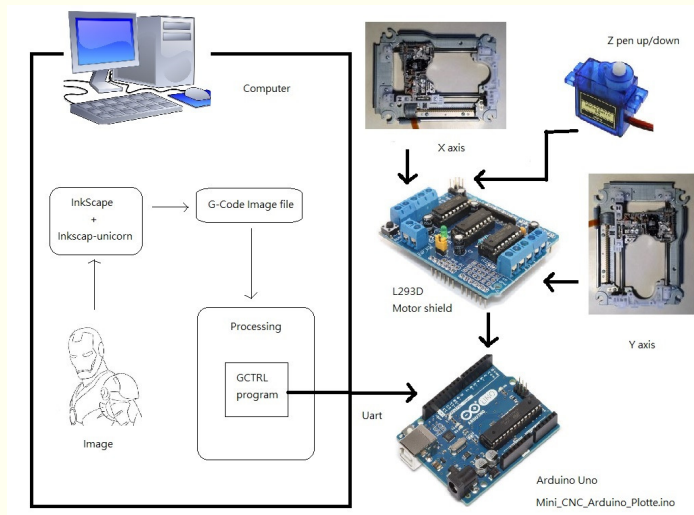 Z pen up/down
Computer
X axis
InkScape
+
Inkscap-unicorn
G-Code Image file
L293D
Motor shield
Processing
Y axis
GCTRL
program
Uart
Image
Arduino Uno
Mini_CNC_Arduino_Plotte.ino